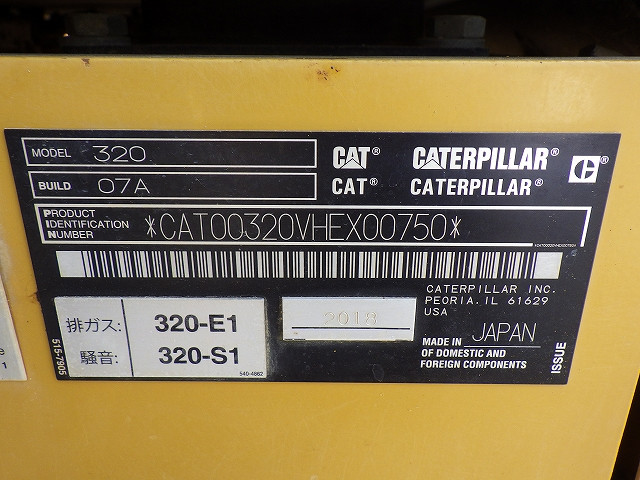 MODEL 320
BUILD 07A
CAT® CATERPILLAR®
CAT® CATERPILLAR®
C®
PRODUCT
IDENTIFICATION
NUMBER
*CAT00320VHEX00750*
CATERPILLAR INC.
PEORIA, IL 61629
USA
排ガス: 320-E1
騒音: 320-S1
540-4862
515-7905
2018
MADE IN JAPAN
OF DOMESTIC AND
FOREIGN COMPONENTS
ISSUE